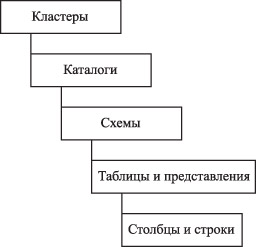 Кластеры
Каталоги
Схемы
Таблицы и представления
Столбцы и строки